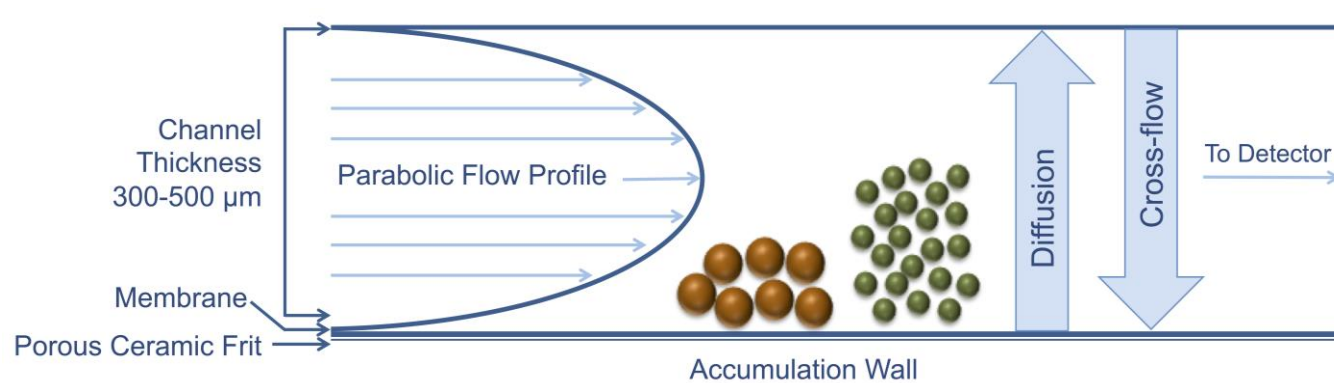 Channel
Thickness
300-500 µm
Parabolic Flow Profile
Membrane
Porous Ceramic Frit
Diffusion
Cross-flow
To Detector
Accumulation Wall